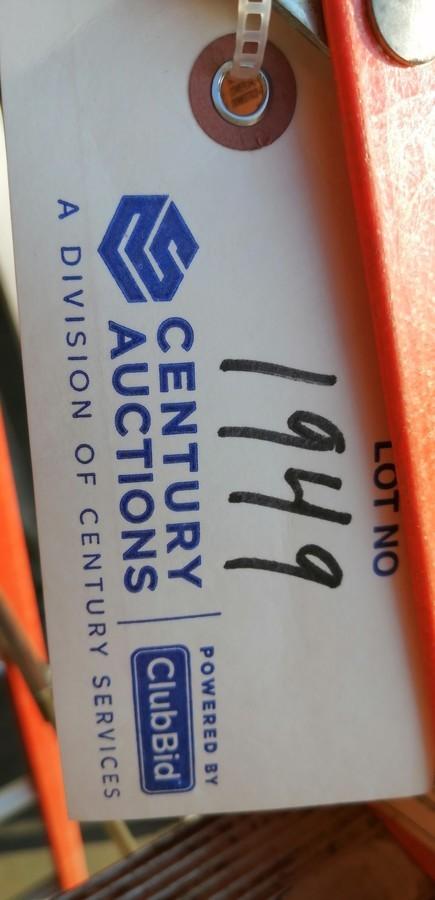 LOT NO
1949
CENTURY
AUCTIONS
POWERED BY
ClubBid
A DIVISION OF CENTURY SERVICES